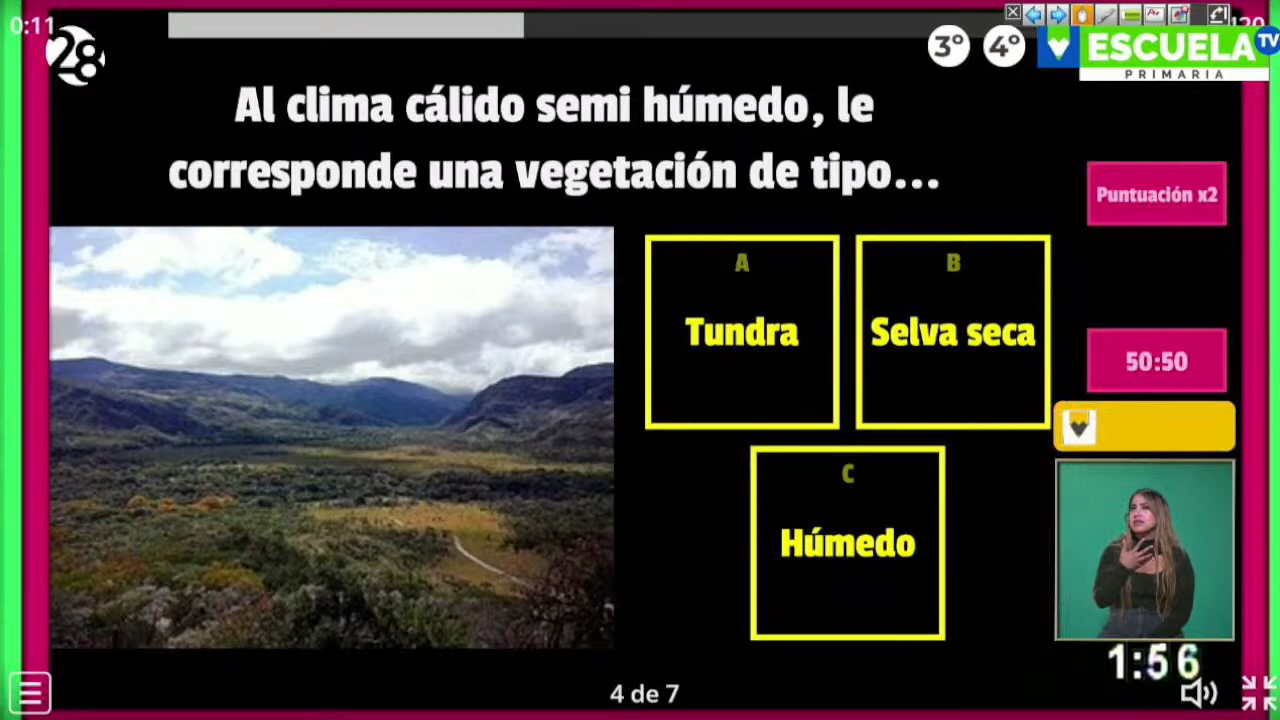 0:11
28
3°
4°
ESCUELA
TV
PRIMARIA
Al clima cálido semi húmedo, le
corresponde una vegetación de tipo...
Puntuación x2
A
Tundra
B
Selva seca
50:50
C
Húmedo
1:56
4 de 7